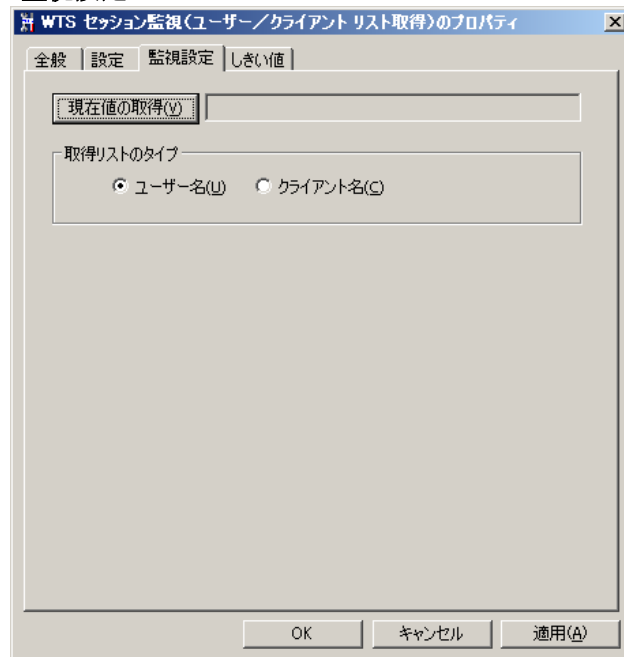 WTS セッション監視(ユーザー/クライアント リスト取得)のプロパティ
全般 設定 監視設定 しきい値
現在値の取得(V)
取得リストのタイプ
ユーザー名(U) クライアント名(C)
OK キャンセル 適用(A)